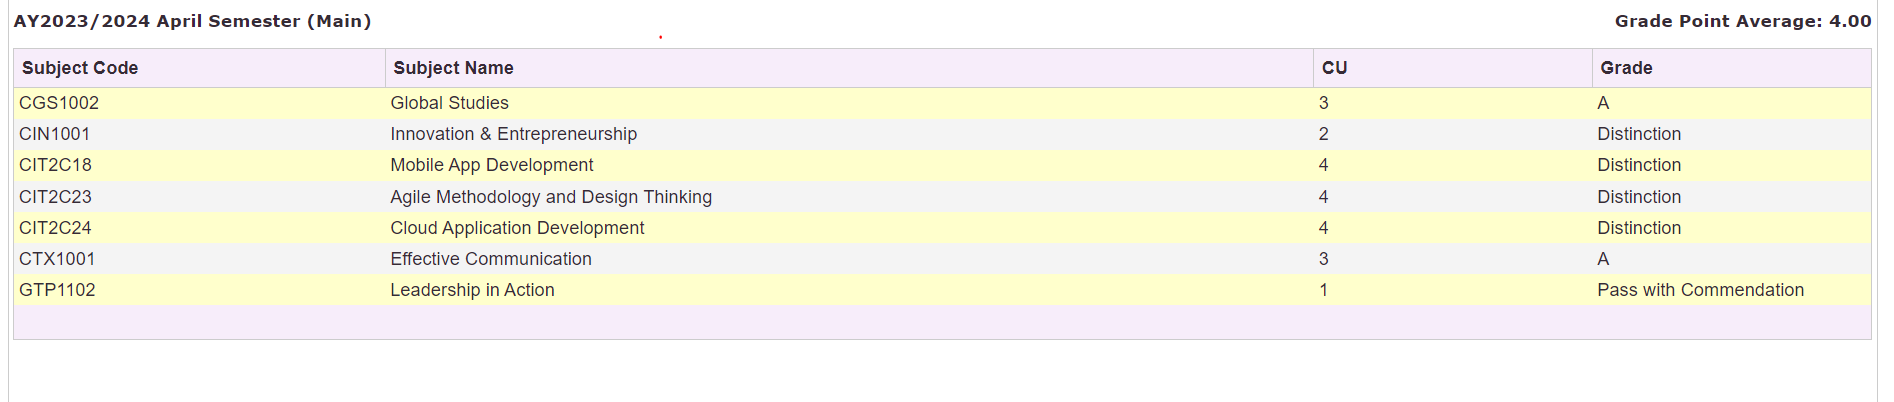 AY2023/2024 April Semester (Main) Grade Point Average: 4.00
Subject Code Subject Name CU Grade
CGS1002 Global Studies 3 A
CIN1001 Innovation & Entrepreneurship 2 Distinction
CIT2C18 Mobile App Development 4 Distinction
CIT2C23 Agile Methodology and Design Thinking 4 Distinction
CIT2C24 Cloud Application Development 4 Distinction
CTX1001 Effective Communication 3 A
GTP1102 Leadership in Action 1 Pass with Commendation